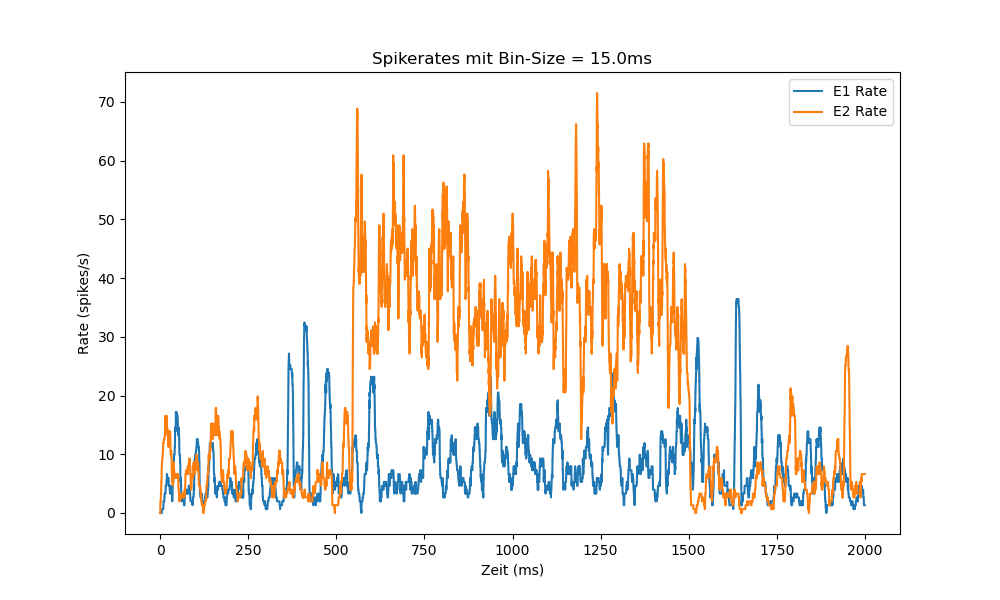 Spikerates mit Bin-Size = 15.0ms
E1 Rate
E2 Rate
70
60
50
40
30
20
10
0
Rate (spikes/s)
0 250 500 750 1000 1250 1500 1750 2000
Zeit (ms)